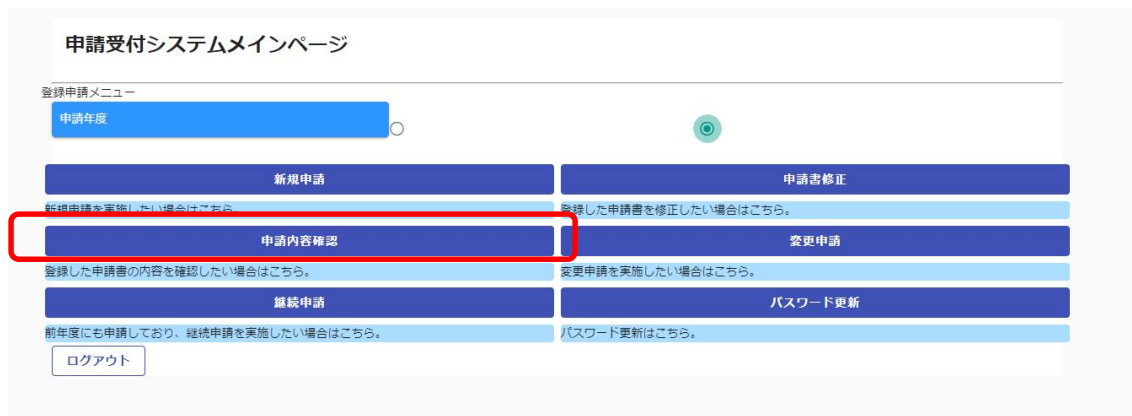 申請受付システムメインページ
登録申請メニュー
申請年度
新規申請
申請書修正
新規申請を実施したい場合はこちら。
登録した申請書を修正したい場合はこちら。
申請内容確認
変更申請
登録した申請書の内容を確認したい場合はこちら。
変更申請を実施したい場合はこちら。
継続申請
パスワード更新
前年度にも申請しており、継続申請を実施したい場合はこちら。
パスワード更新はこちら。
ログアウト